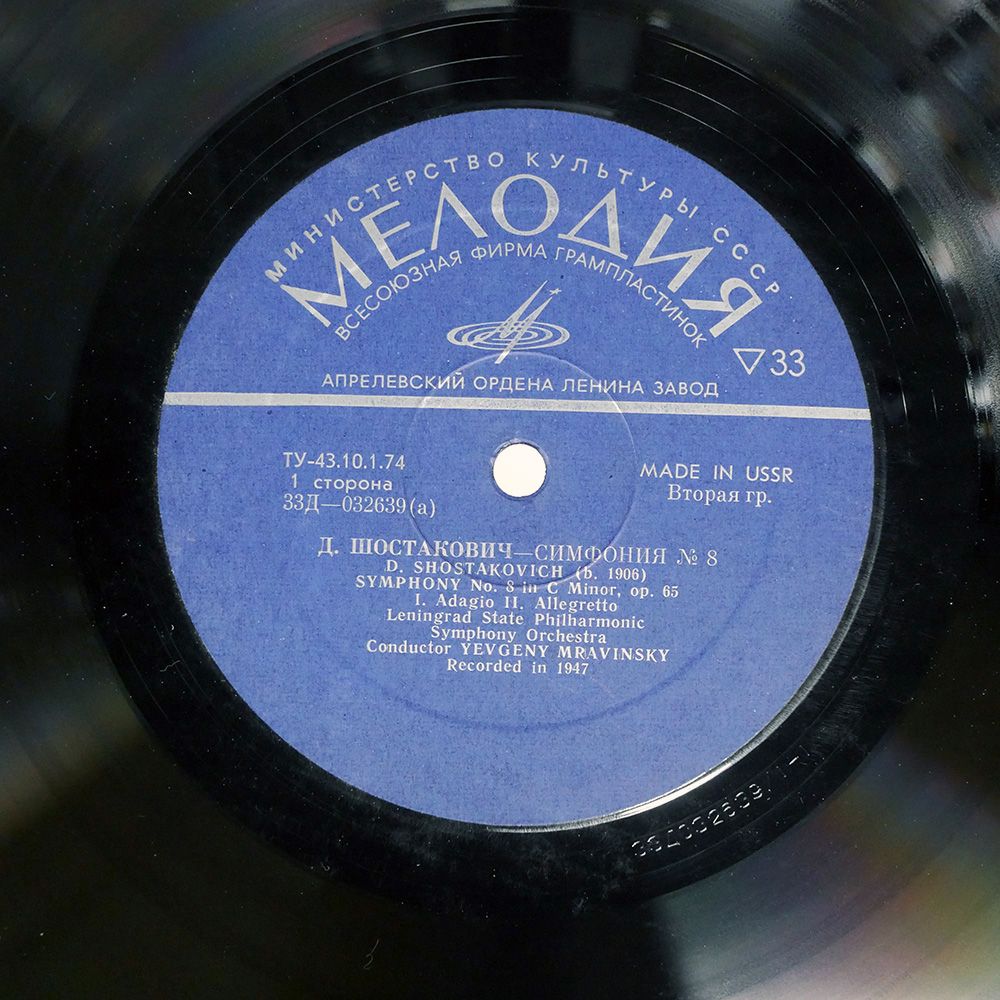 МИНИСТЕРСТВО КУЛЬТУРЫ СССР
МЕЛОДИЯ
ВСЕСОЮЗНАЯ ФИРМА ГРАМПЛАСТИНОК
▽33
АПРЕЛЕВСКИЙ ОРДЕНА ЛЕНИНА ЗАВОД
ТУ-43.10.1.74
1 сторона
33Д—032639(а)
MADE IN USSR
Вторая гр.
Д. ШОСТАКОВИЧ—СИМФОНИЯ № 8
D. SHOSTAKOVICH (b. 1906)
SYMPHONY No. 8 in C Minor, op. 65
I. Adagio II. Allegretto
Leningrad State Philharmonic
Symphony Orchestra
Conductor YEVGENY MRAVINSKY
Recorded in 1947
33Д032639